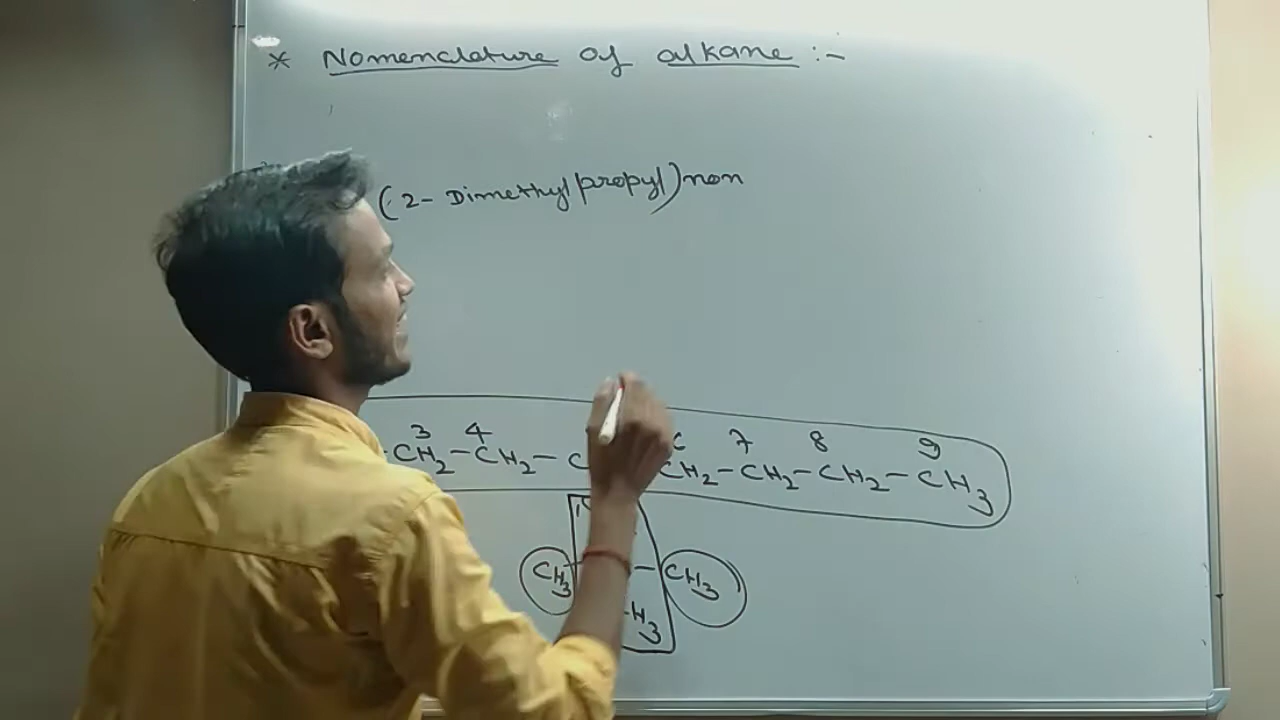 * Nomenclature of alkane :-
(2- Dimethyl propyl) non
3 4 7 8 9
-CH2-CH2- CH2-CH2-CH2-CH3
CH3 - CH3
H3